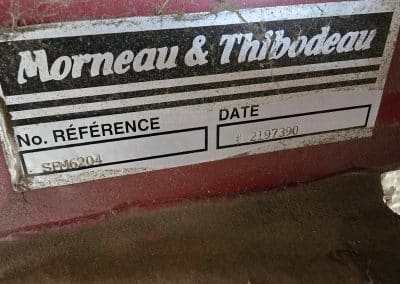 Morneau & Thibodeau
No. RÉFÉRENCE
DATE
SPM6204
2197390